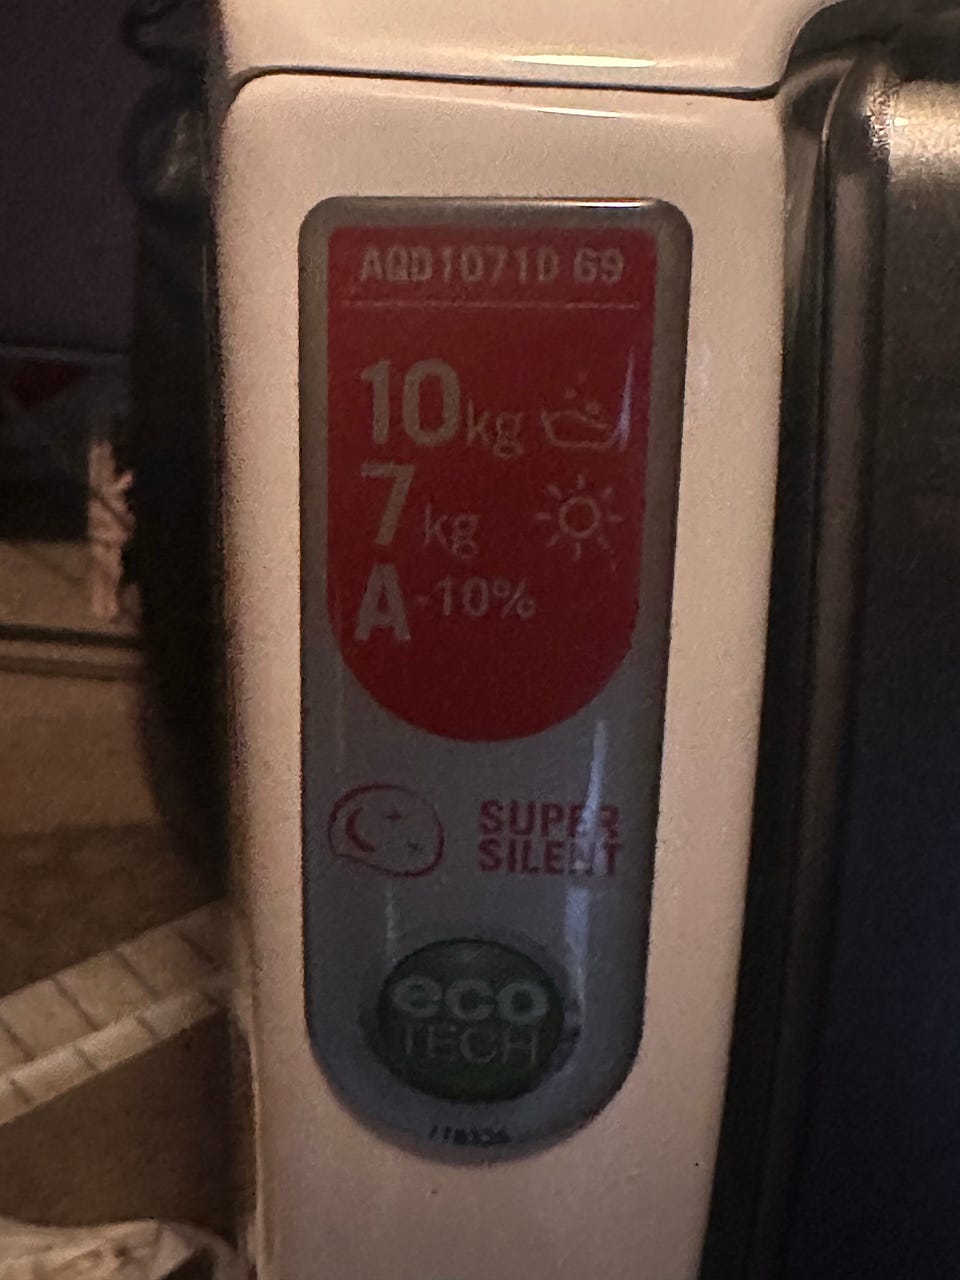 AQD1071D 69
10kg
7kg
A-10%
SUPER
SILENT
eco
TECH